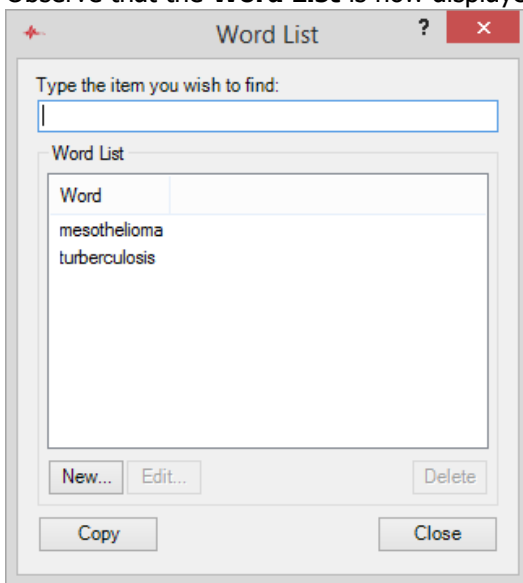 Observe that the Word List is now displaye
Word List ? ×
Type the item you wish to find:
Word List
Word
mesothelioma
turberculosis
New... Edit... Delete
Copy Close